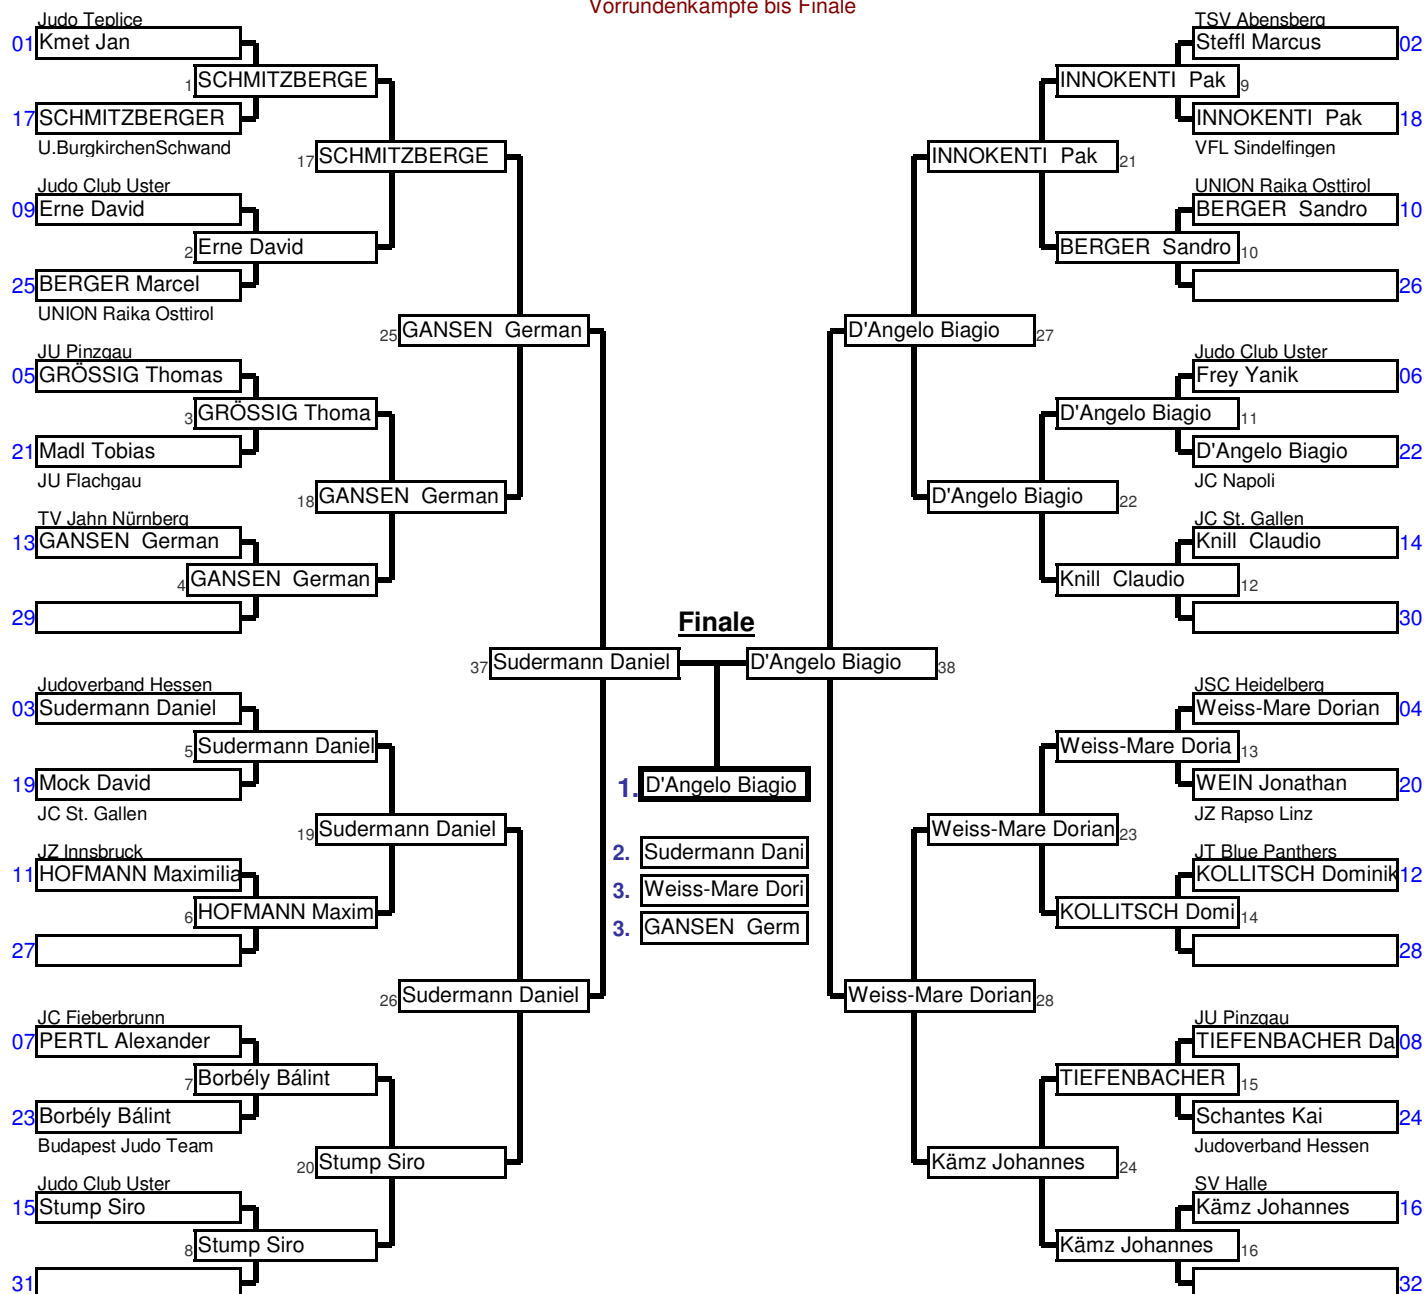 Vorrundenkämpfe bis Finale
Judo Teplice
01 Kmet Jan
1 SCHMITZBERGE
17 SCHMITZBERGER
U.BurgkirchenSchwand
17 SCHMITZBERGE
Judo Club Uster
09 Erne David
2 Erne David
25 BERGER Marcel
UNION Raika Osttirol
25 GANSEN German
JU Pinzgau
05 GRÖSSIG Thomas
3 GRÖSSIG Thoma
21 Madl Tobias
JU Flachgau
18 GANSEN German
TV Jahn Nürnberg
13 GANSEN German
4 GANSEN German
29
Finale
37 Sudermann Daniel
D'Angelo Biagio 38
Judoverband Hessen
03 Sudermann Daniel
5 Sudermann Daniel
19 Mock David
JC St. Gallen
19 Sudermann Daniel
JZ Innsbruck
11 HOFMANN Maximilia
6 HOFMANN Maxim
27
26 Sudermann Daniel
JC Fieberbrunn
07 PERTL Alexander
7 Borbély Bálint
23 Borbély Bálint
Budapest Judo Team
20 Stump Siro
Judo Club Uster
15 Stump Siro
8 Stump Siro
31
1. D'Angelo Biagio
2. Sudermann Dani
3. Weiss-Mare Dori
3. GANSEN Germ
TSV Abensberg
Steffl Marcus 02
INNOKENTI Pak 9
INNOKENTI Pak 18
VFL Sindelfingen
INNOKENTI Pak 21
UNION Raika Osttirol
BERGER Sandro 10
BERGER Sandro 10
26
D'Angelo Biagio 27
Judo Club Uster
Frey Yanik 06
D'Angelo Biagio 11
D'Angelo Biagio 22
JC Napoli
D'Angelo Biagio 22
JC St. Gallen
Knill Claudio 14
Knill Claudio 12
30
JSC Heidelberg
Weiss-Mare Dorian 04
Weiss-Mare Doria 13
WEIN Jonathan 20
JZ Rapso Linz
Weiss-Mare Dorian 23
JT Blue Panthers
KOLLITSCH Dominik 12
KOLLITSCH Domi 14
28
Weiss-Mare Dorian 28
JU Pinzgau
TIEFENBACHER Da 08
TIEFENBACHER 15
Schantes Kai 24
Judoverband Hessen
Kämz Johannes 24
SV Halle
Kämz Johannes 16
Kämz Johannes 16
32